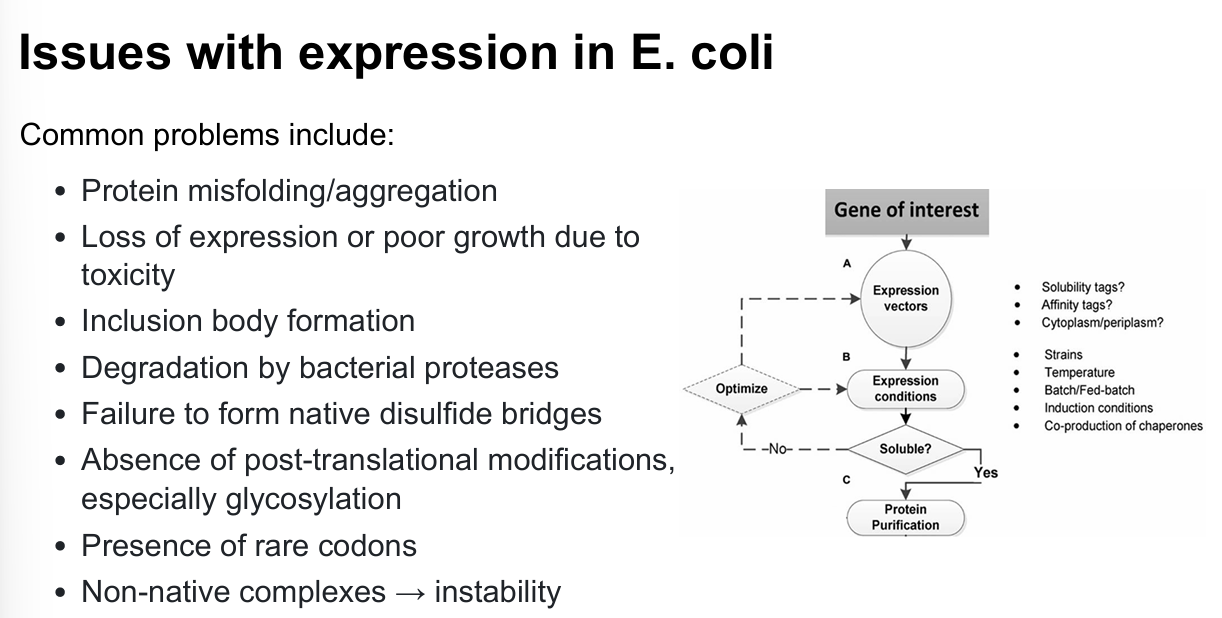 Issues with expression in E. coli
Common problems include:
• Protein misfolding/aggregation
• Loss of expression or poor growth due to
toxicity
• Inclusion body formation
• Degradation by bacterial proteases
• Failure to form native disulfide bridges
• Absence of post-translational modifications,
especially glycosylation
• Presence of rare codons
• Non-native complexes → instability
Gene of interest
A
Expression
vectors
• Solubility tags?
• Affinity tags?
• Cytoplasm/periplasm?
B
Expression
conditions
• Strains
• Temperature
• Batch/Fed-batch
• Induction conditions
• Co-production of chaperones
Optimize
Soluble?
No
Yes
C
Protein
Purification